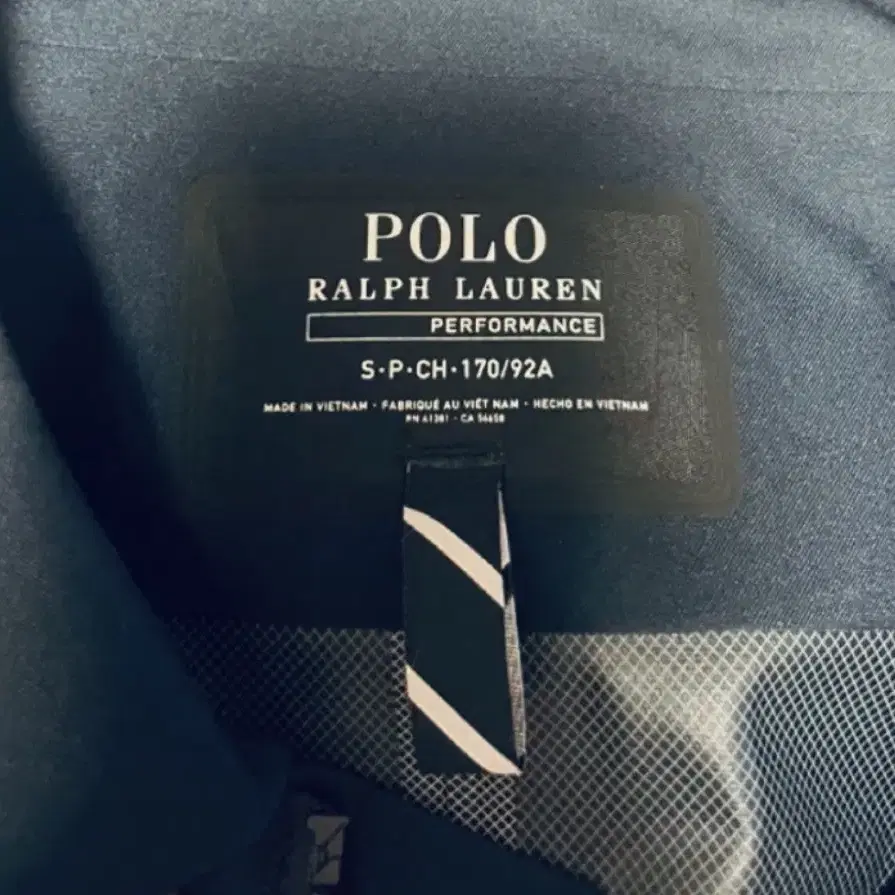 POLO
RALPH LAUREN
PERFORMANCE
S·P·CH·170/92A
MADE IN VIETNAM · FABRIQUÉ AU VIÊT NAM · HECHO EN VIETNAM
RN 41381 · CA 56658